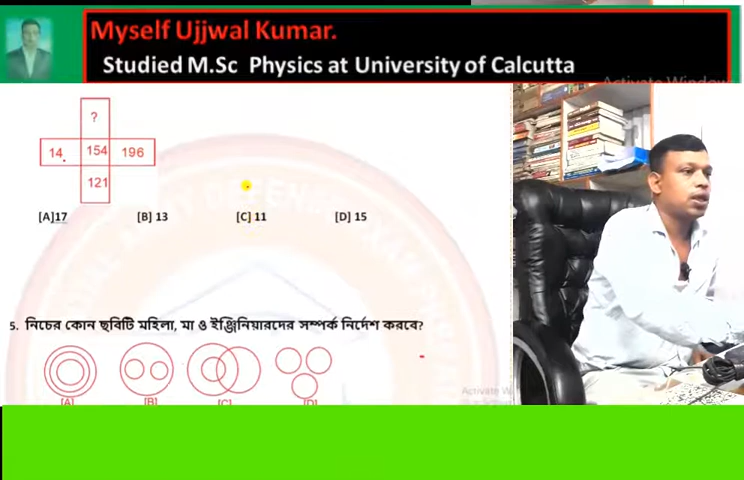 Myself Ujjwal Kumar.
Studied M.Sc Physics at University of Calcutta
?
14 154 196
121
[A]17 [B] 13 [C] 11 [D] 15
5. নিচের কোন ছবিটি মহিলা, মা ও ইঞ্জিনিয়ারদের সম্পর্ক নির্দেশ করবে?
[A] [B] [C] [D]